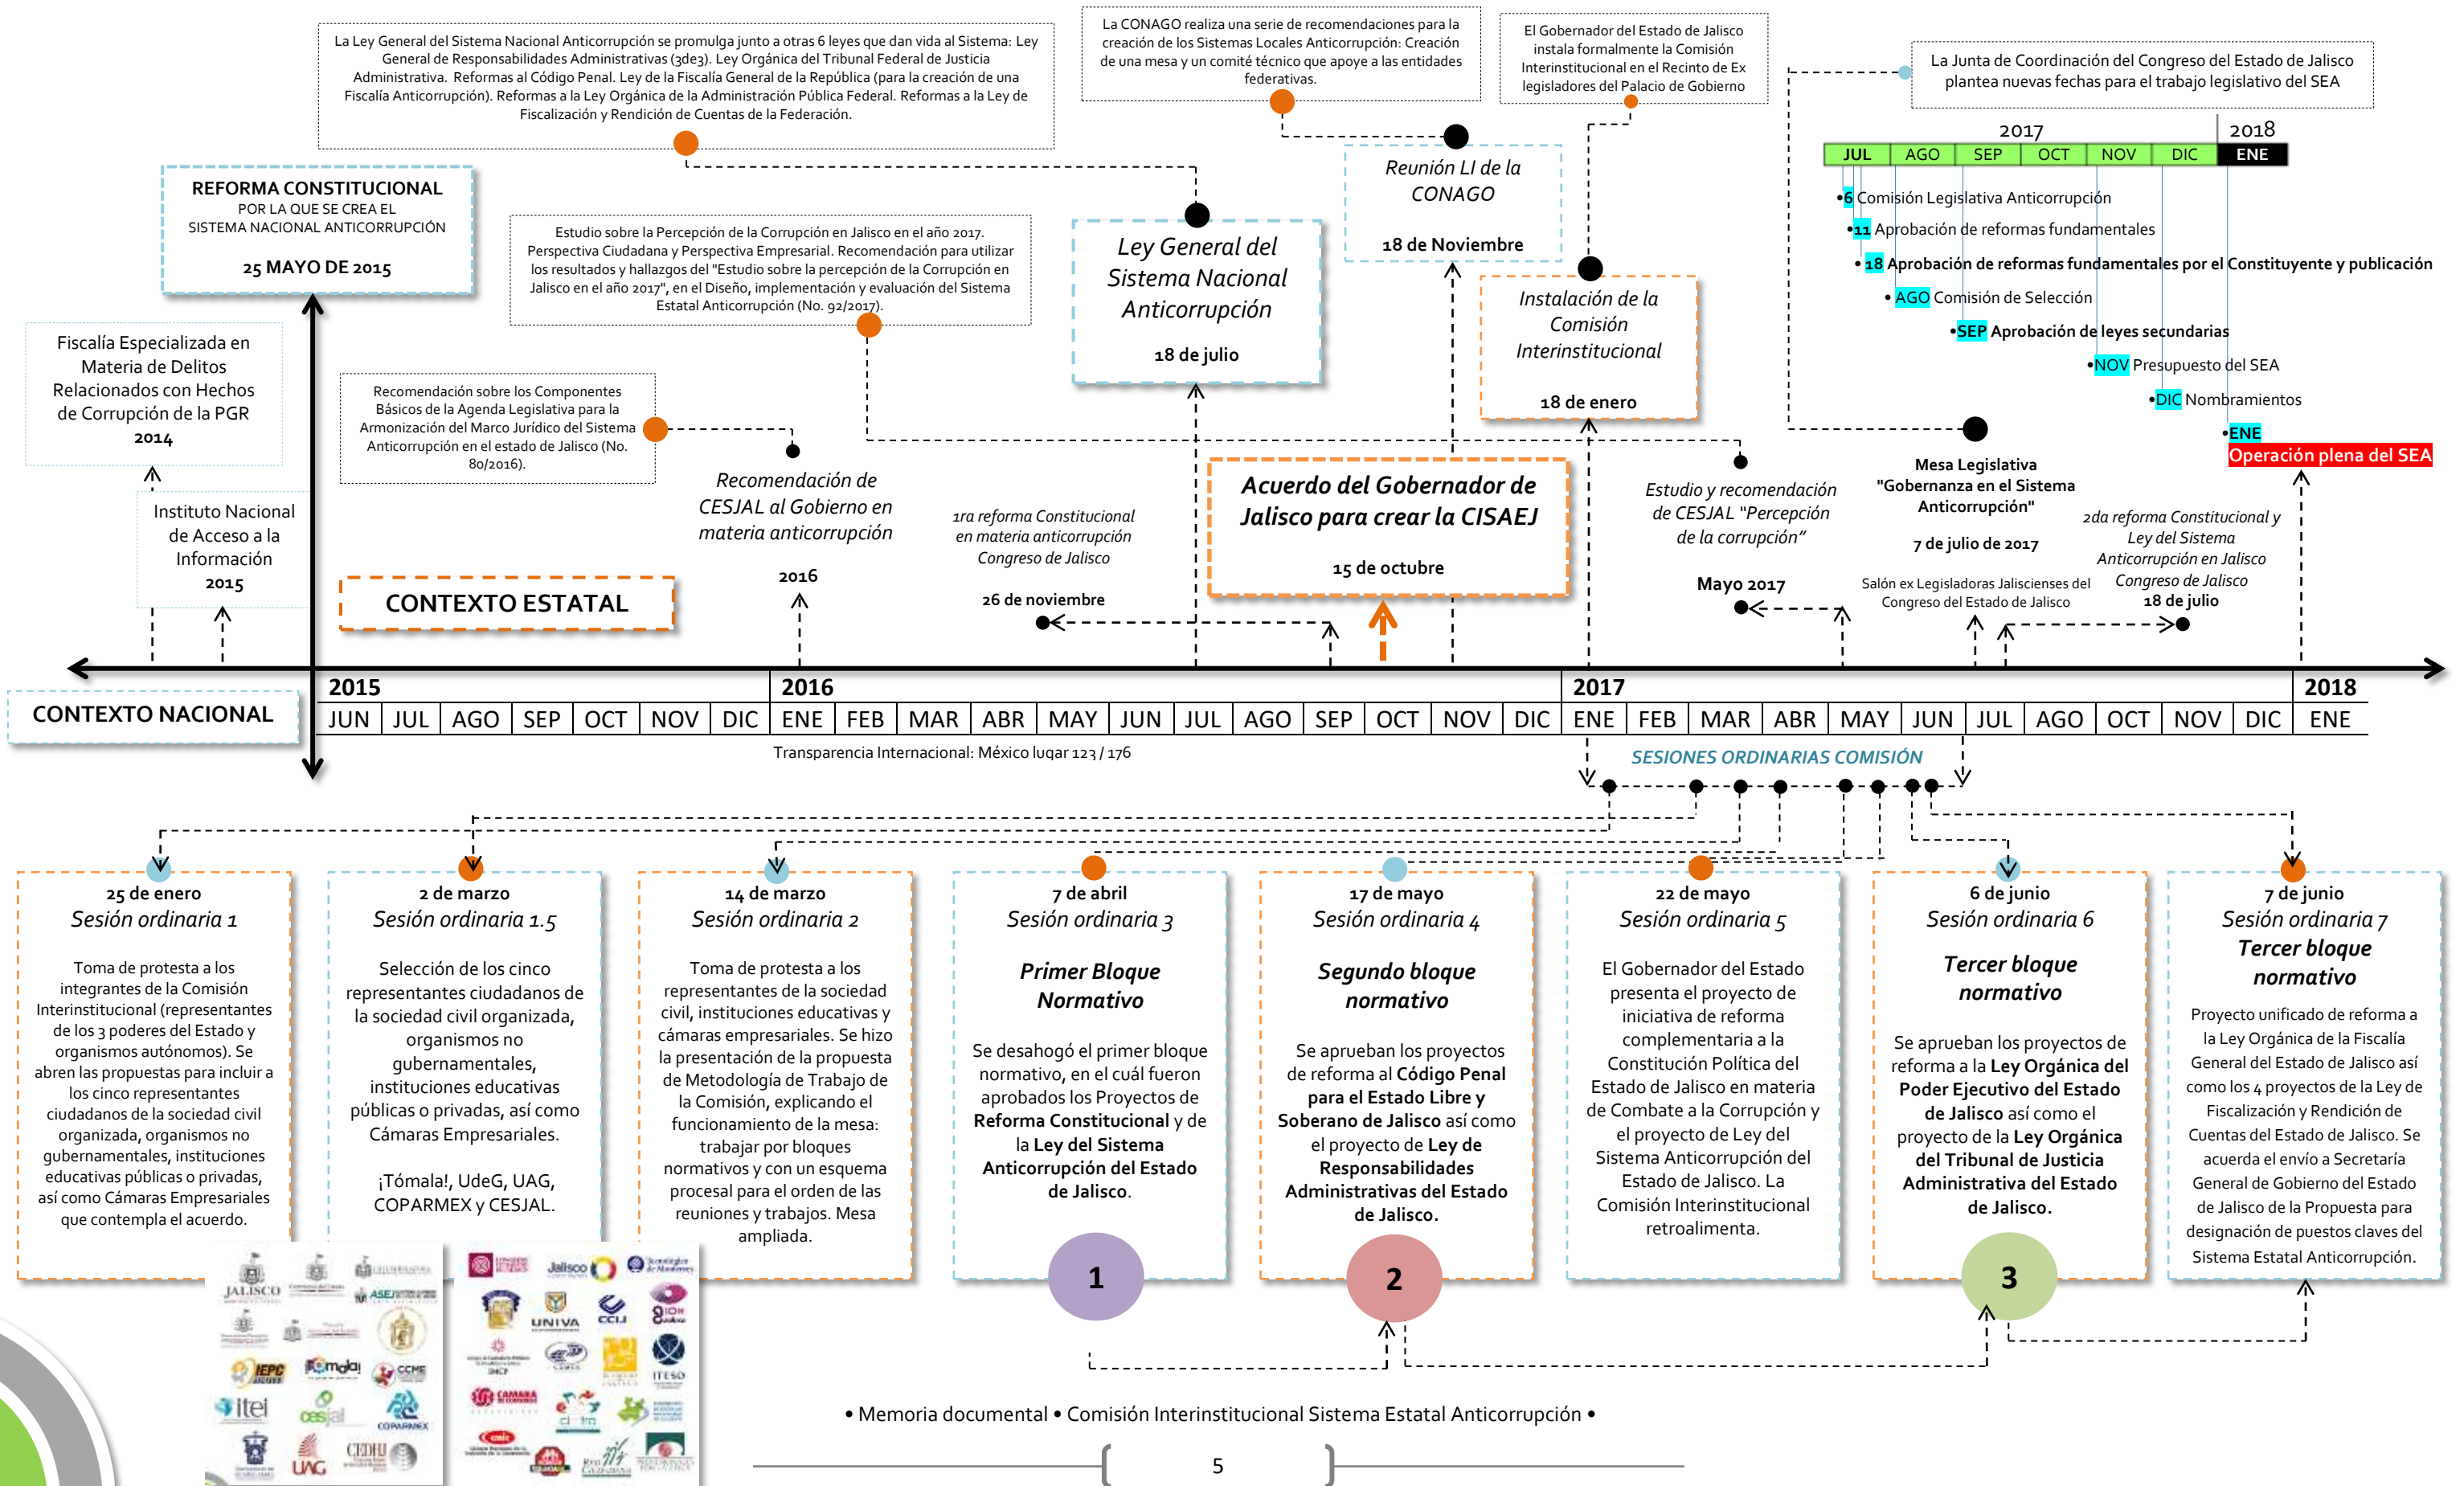 La Ley General del Sistema Nacional Anticorrupción se promulga junto a otras 6 leyes que dan vida al Sistema: Ley
General de Responsabilidades Administrativas (3de3). Ley Orgánica del Tribunal Federal de Justicia
Administrativa. Reformas al Código Penal. Ley de la Fiscalía General de la República (para la creación de una
Fiscalía Anticorrupción). Reformas a la Ley Orgánica de la Administración Pública Federal. Reformas a la Ley de
Fiscalización y Rendición de Cuentas de la Federación.
La CONAGO realiza una serie de recomendaciones para la
creación de los Sistemas Locales Anticorrupción: Creación
de una mesa y un comité técnico que apoye a las entidades
federativas.
El Gobernador del Estado de Jalisco
instala formalmente la Comisión
Interinstitucional en el Recinto de Ex
legisladores del Palacio de Gobierno
La Junta de Coordinación del Congreso del Estado de Jalisco
plantea nuevas fechas para el trabajo legislativo del SEA
2017 2018
JUL AGO SEP OCT NOV DIC ENE
•6 Comisión Legislativa Anticorrupción
•11 Aprobación de reformas fundamentales
• 18 Aprobación de reformas fundamentales por el Constituyente y publicación
• AGO Comisión de Selección
•SEP Aprobación de leyes secundarias
•NOV Presupuesto del SEA
•DIC Nombramientos
•ENE
Operación plena del SEA
REFORMA CONSTITUCIONAL
POR LA QUE SE CREA EL
SISTEMA NACIONAL ANTICORRUPCIÓN
25 MAYO DE 2015
Estudio sobre la Percepción de la Corrupción en Jalisco en el año 2017.
Perspectiva Ciudadana y Perspectiva Empresarial. Recomendación para utilizar
los resultados y hallazgos del "Estudio sobre la percepción de la Corrupción en
Jalisco en el año 2017", en el Diseño, implementación y evaluación del Sistema
Estatal Anticorrupción (No. 92/2017).
Ley General del
Sistema Nacional
Anticorrupción
18 de julio
Reunión LI de la
CONAGO
18 de Noviembre
Instalación de la
Comisión
Interinstitucional
18 de enero
Fiscalía Especializada en
Materia de Delitos
Relacionados con Hechos
de Corrupción de la PGR
2014
Instituto Nacional
de Acceso a la
Información
2015
Recomendación sobre los Componentes
Básicos de la Agenda Legislativa para la
Armonización del Marco Jurídico del Sistema
Anticorrupción en el estado de Jalisco (No.
80/2016).
Recomendación de
CESJAL al Gobierno en
materia anticorrupción
2016
1ra reforma Constitucional
en materia anticorrupción
Congreso de Jalisco
26 de noviembre
Acuerdo del Gobernador de
Jalisco para crear la CISAEJ
15 de octubre
Estudio y recomendación
de CESJAL “Percepción
de la corrupción”
Mayo 2017
Mesa Legislativa
"Gobernanza en el Sistema
Anticorrupción"
7 de julio de 2017
Salón ex Legisladoras Jaliscienses del
Congreso del Estado de Jalisco
2da reforma Constitucional y
Ley del Sistema
Anticorrupción en Jalisco
Congreso de Jalisco
18 de julio
CONTEXTO ESTATAL
CONTEXTO NACIONAL
2015 2016 2017 2018
JUN JUL AGO SEP OCT NOV DIC ENE FEB MAR ABR MAY JUN JUL AGO SEP OCT NOV DIC ENE FEB MAR ABR MAY JUN JUL AGO OCT NOV DIC ENE
Transparencia Internacional: México lugar 123 / 176
SESIONES ORDINARIAS COMISIÓN
25 de enero
Sesión ordinaria 1
Toma de protesta a los
integrantes de la Comisión
Interinstitucional (representantes
de los 3 poderes del Estado y
organismos autónomos). Se
abren las propuestas para incluir a
los cinco representantes
ciudadanos de la sociedad civil
organizada, organismos no
gubernamentales, instituciones
educativas públicas o privadas,
así como Cámaras Empresariales
que contempla el acuerdo.
2 de marzo
Sesión ordinaria 1.5
Selección de los cinco
representantes ciudadanos de
la sociedad civil organizada,
organismos no
gubernamentales,
instituciones educativas
públicas o privadas, así como
Cámaras Empresariales.
¡Tómala!, UdeG, UAG,
COPARMEX y CESJAL.
14 de marzo
Sesión ordinaria 2
Toma de protesta a los
representantes de la sociedad
civil, instituciones educativas y
cámaras empresariales. Se hizo
la presentación de la propuesta
de Metodología de Trabajo de
la Comisión, explicando el
funcionamiento de la mesa:
trabajar por bloques
normativos y con un esquema
procesal para el orden de las
reuniones y trabajos. Mesa
ampliada.
7 de abril
Sesión ordinaria 3
Primer Bloque
Normativo
Se desahogó el primer bloque
normativo, en el cuál fueron
aprobados los Proyectos de
Reforma Constitucional y de
la Ley del Sistema
Anticorrupción del Estado
de Jalisco.
1
17 de mayo
Sesión ordinaria 4
Segundo bloque
normativo
Se aprueban los proyectos
de reforma al Código Penal
para el Estado Libre y
Soberano de Jalisco así como
el proyecto de Ley de
Responsabilidades
Administrativas del Estado
de Jalisco.
2
22 de mayo
Sesión ordinaria 5
El Gobernador del Estado
presenta el proyecto de
iniciativa de reforma
complementaria a la
Constitución Política del
Estado de Jalisco en materia
de Combate a la Corrupción y
el proyecto de Ley del
Sistema Anticorrupción del
Estado de Jalisco. La
Comisión Interinstitucional
retroalimenta.
6 de junio
Sesión ordinaria 6
Tercer bloque
normativo
Se aprueban los proyectos de
reforma a la Ley Orgánica del
Poder Ejecutivo del Estado
de Jalisco así como el
proyecto de la Ley Orgánica
del Tribunal de Justicia
Administrativa del Estado
de Jalisco.
3
7 de junio
Sesión ordinaria 7
Tercer bloque
normativo
Proyecto unificado de reforma a
la Ley Orgánica de la Fiscalía
General del Estado de Jalisco así
como los 4 proyectos de la Ley de
Fiscalización y Rendición de
Cuentas del Estado de Jalisco. Se
acuerda el envío a Secretaría
General de Gobierno del Estado
de Jalisco de la Propuesta para
designación de puestos claves del
Sistema Estatal Anticorrupción.
JALISCO
ASEJ
IEPC
Tómala!
CCME
itei
cesjal
COPARMEX
UAG
CEDHJ
Jalisco
Tecnológico
de Monterrey
UNIVA
CCIJ
IMCP
ITESO
CAMARA
cmic
• Memoria documental • Comisión Interinstitucional Sistema Estatal Anticorrupción •
5